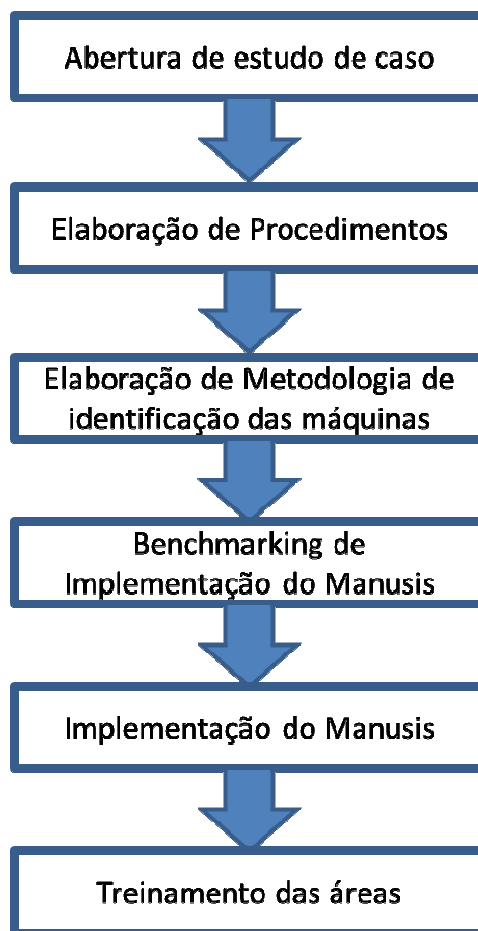 Abertura de estudo de caso
Elaboração de Procedimentos
Elaboração de Metodologia de
identificação das máquinas
Benchmarking de
Implementação do Manusis
Implementação do Manusis
Treinamento das áreas